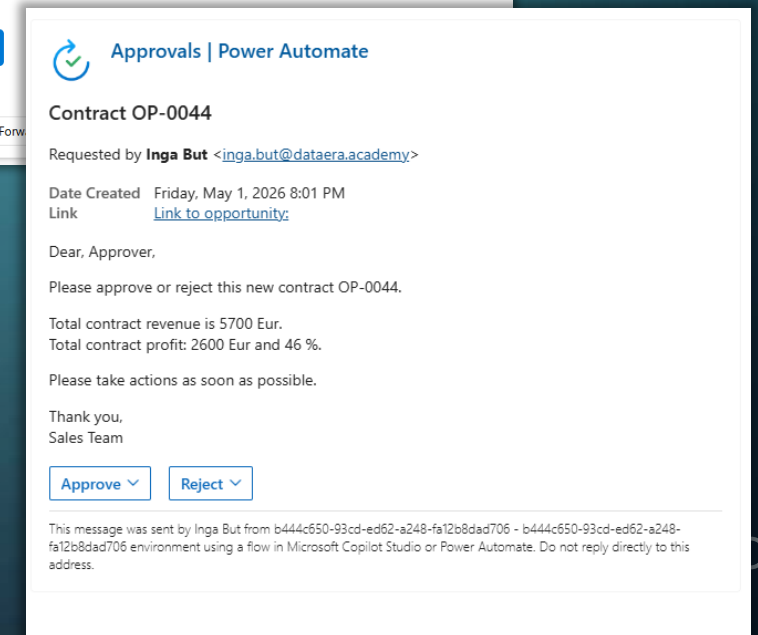 Forw
Approvals | Power Automate
Contract OP-0044
Requested by Inga But <inga.but@dataera.academy>
Date Created Friday, May 1, 2026 8:01 PM
Link Link to opportunity:
Dear, Approver,
Please approve or reject this new contract OP-0044.
Total contract revenue is 5700 Eur.
Total contract profit: 2600 Eur and 46 %.
Please take actions as soon as possible.
Thank you,
Sales Team
Approve Reject
This message was sent by Inga But from b444c650-93cd-ed62-a248-fa12b8dad706 - b444c650-93cd-ed62-a248-
fa12b8dad706 environment using a flow in Microsoft Copilot Studio or Power Automate. Do not reply directly to this
address.